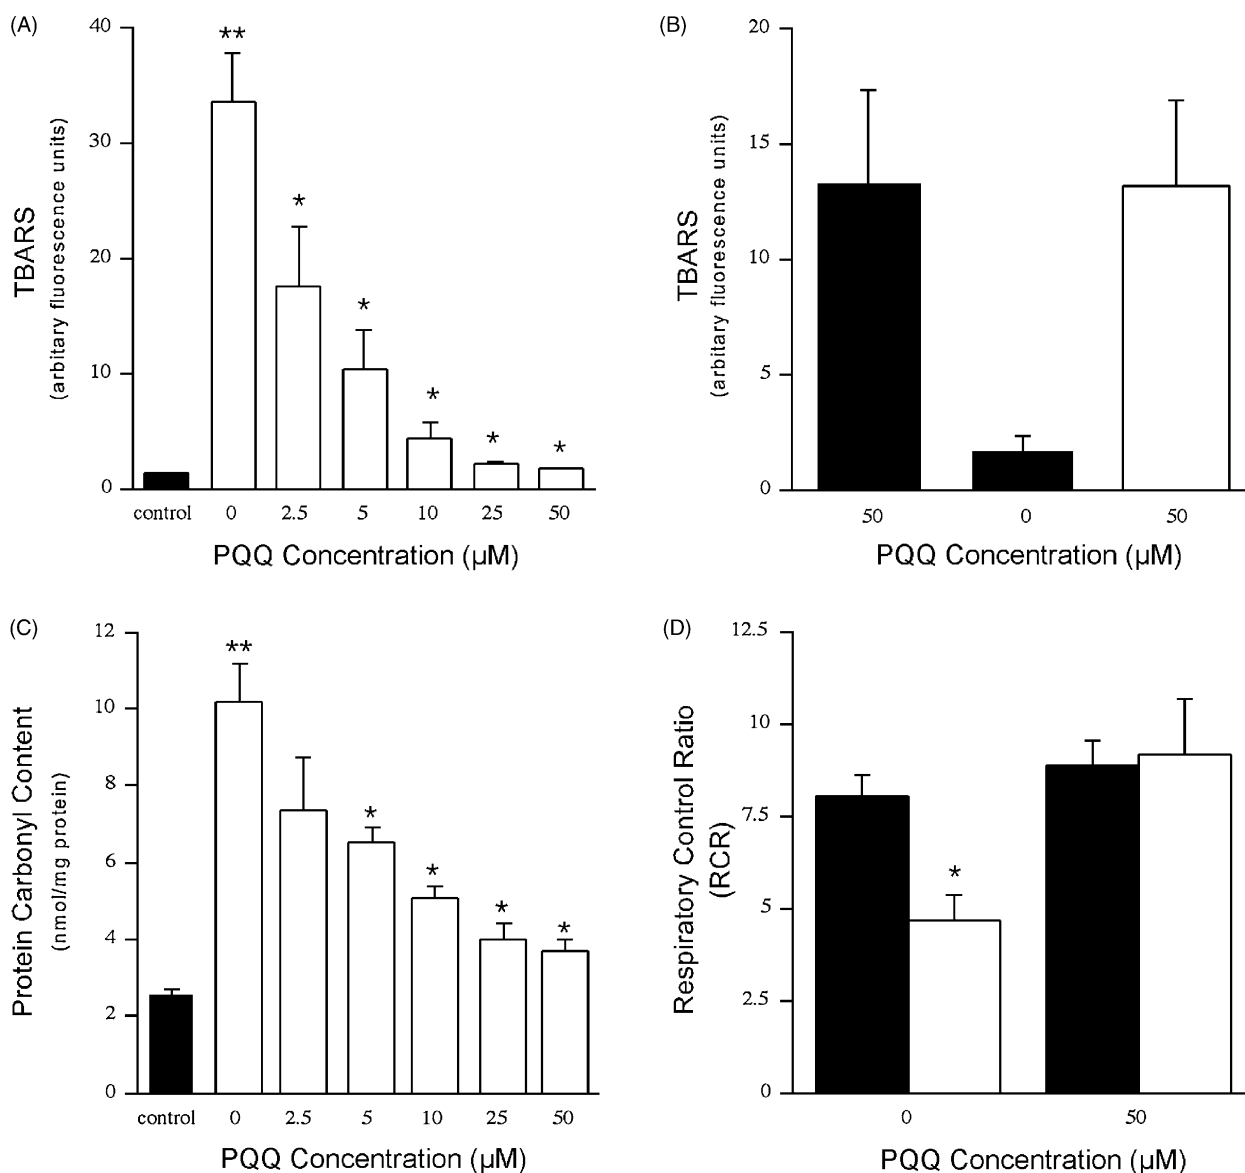 (A)
40
30
20
10
0
TBARS
(arbitary fluorescence units)
**
*
*
*
*
*
control 0 2.5 5 10 25 50
PQQ Concentration (µM)
(B)
20
15
10
5
0
TBARS
(arbitary fluorescence units)
50 0 50
PQQ Concentration (µM)
(C)
12
10
8
6
4
2
0
Protein Carbonyl Content
(nmol/mg protein)
**
*
*
*
*
control 0 2.5 5 10 25 50
PQQ Concentration (µM)
(D)
12.5
10
7.5
5
2.5
0
Respiratory Control Ratio
(RCR)
*
0 50
PQQ Concentration (µM)